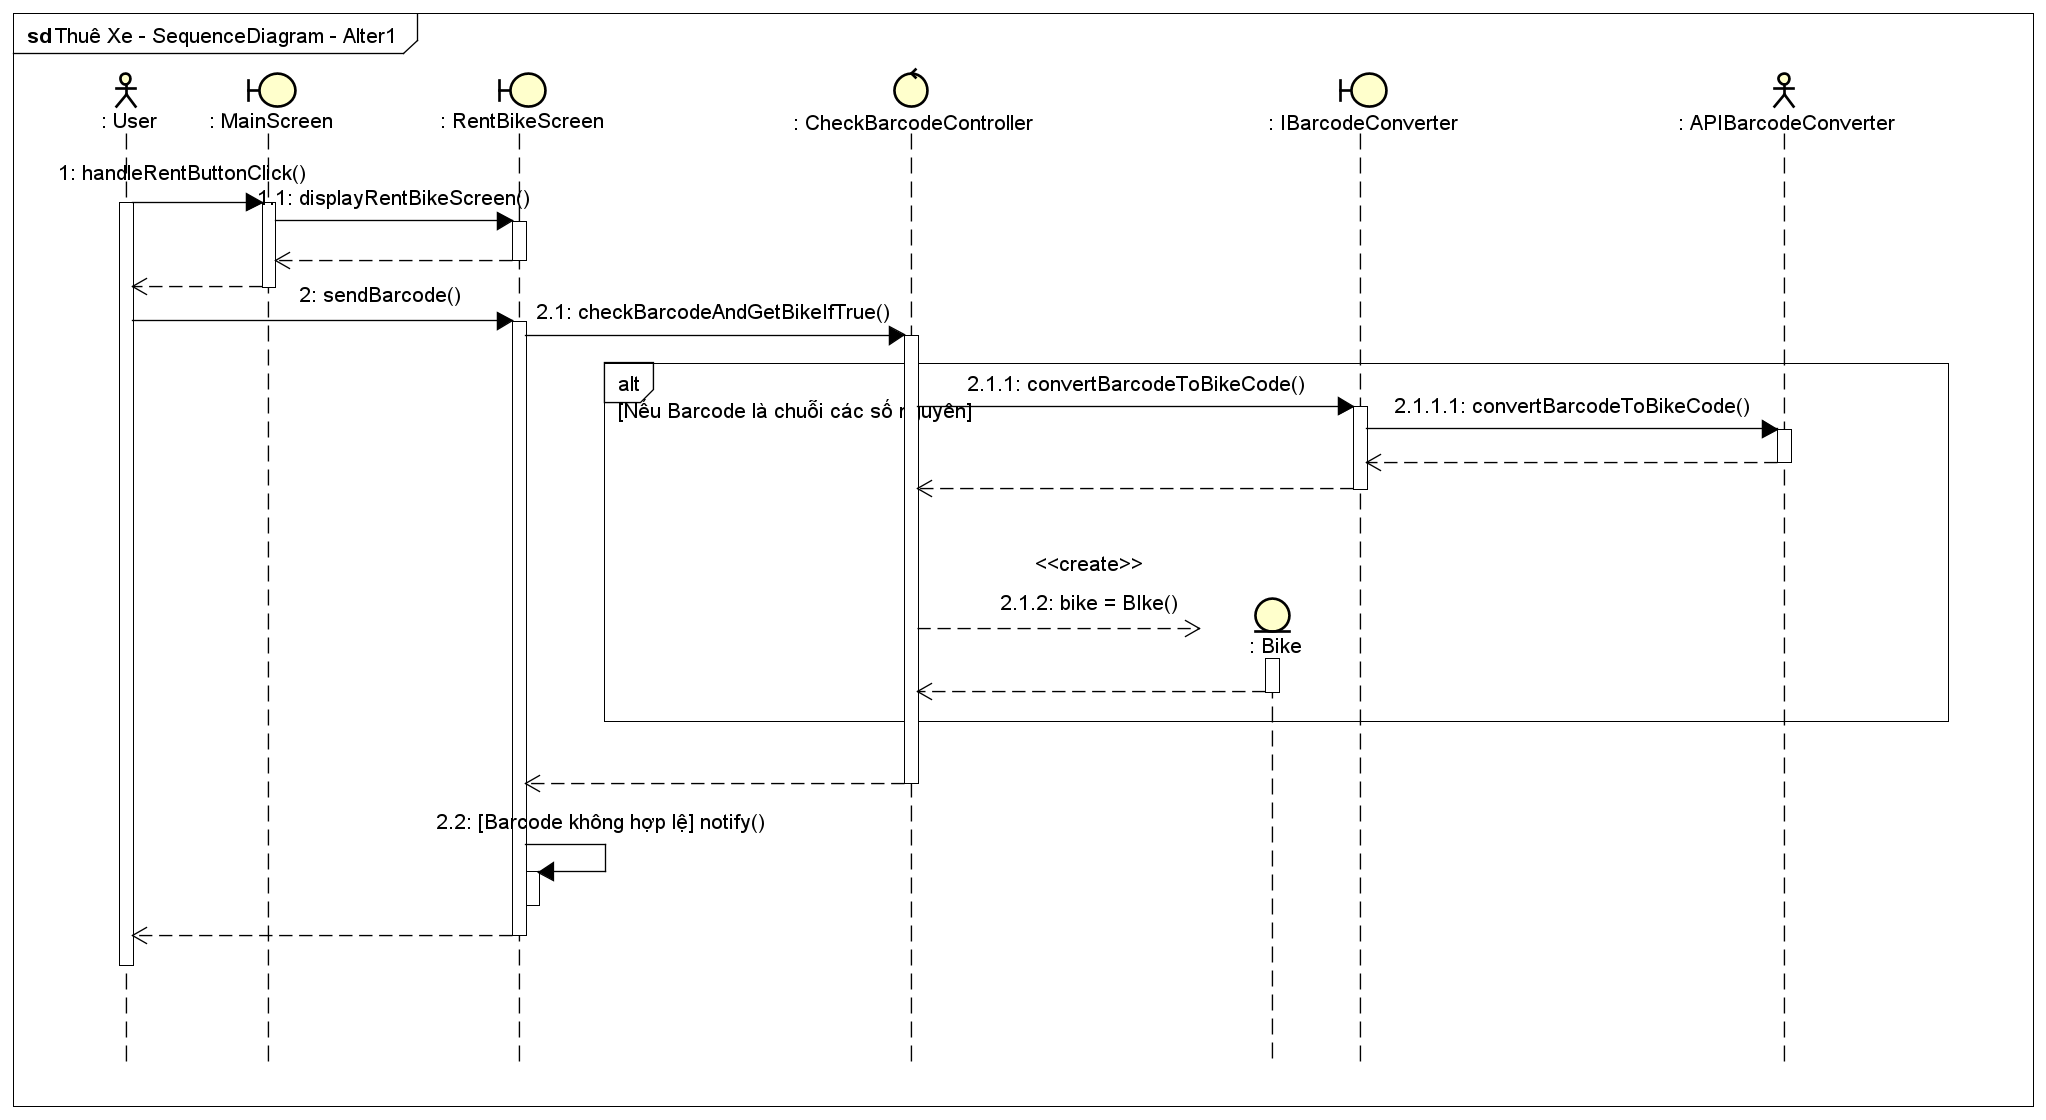 sd Thuê Xe - SequenceDiagram - Alter1
: User
: MainScreen
: RentBikeScreen
: CheckBarcodeController
: IBarcodeConverter
: APIBarcodeConverter
1: handleRentButtonClick()
1.1: displayRentBikeScreen()
2: sendBarcode()
2.1: checkBarcodeAndGetBikeIfTrue()
alt
2.1.1: convertBarcodeToBikeCode()
[Nếu Barcode là chuỗi các số nguyên]
2.1.1.1: convertBarcodeToBikeCode()
<<create>>
2.1.2: bike = BIke()
: Bike
2.2: [Barcode không hợp lệ] notify()